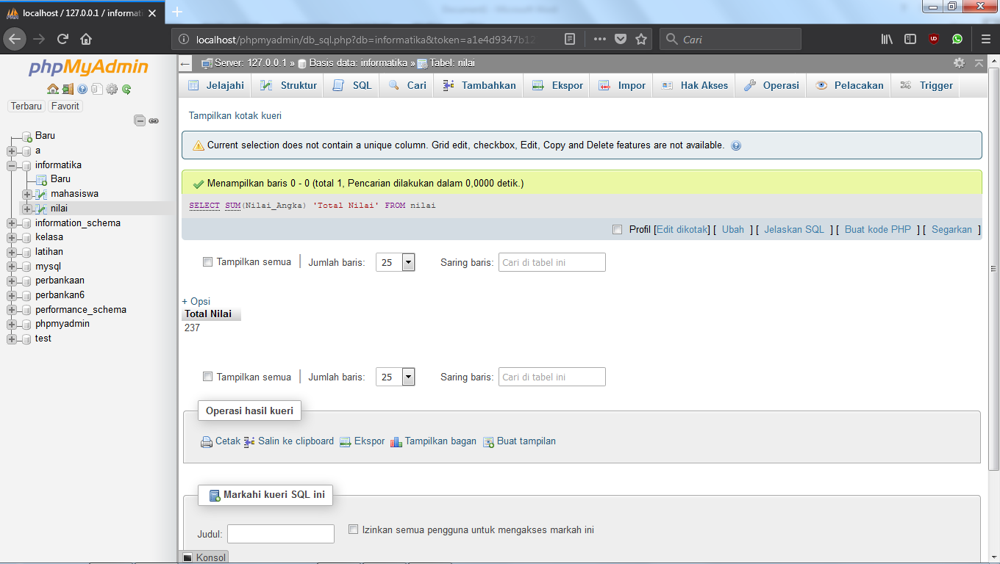 localhost / 127.0.0.1 / informati
localhost/phpmyadmin/db_sql.php?db=informatika&token=a1e4d9347b12
Cari
phpMyAdmin
Terbaru Favorit
Baru
a
informatika
Baru
mahasiswa
nilai
information_schema
kelasa
latihan
mysql
perbankaan
perbankan6
performance_schema
phpmyadmin
test
Server: 127.0.0.1 » Basis data: informatika » Tabel: nilai
Jelajahi Struktur SQL Cari Tambahkan Ekspor Impor Hak Akses Operasi Pelacakan Trigger
Tampilkan kotak kueri
Current selection does not contain a unique column. Grid edit, checkbox, Edit, Copy and Delete features are not available.
Menampilkan baris 0 - 0 (total 1, Pencarian dilakukan dalam 0,0000 detik.)
SELECT SUM(Nilai_Angka) 'Total Nilai' FROM nilai
Profil [Edit dikotak] [ Ubah ] [ Jelaskan SQL ] [ Buat kode PHP ] [ Segarkan ]
Tampilkan semua Jumlah baris: 25 Saring baris: Cari di tabel ini
+ Opsi
Total Nilai
237
Tampilkan semua Jumlah baris: 25 Saring baris: Cari di tabel ini
Operasi hasil kueri
Cetak Salin ke clipboard Ekspor Tampilkan bagan Buat tampilan
Markahi kueri SQL ini
Judul: Izinkan semua pengguna untuk mengakses markah ini
Konsol